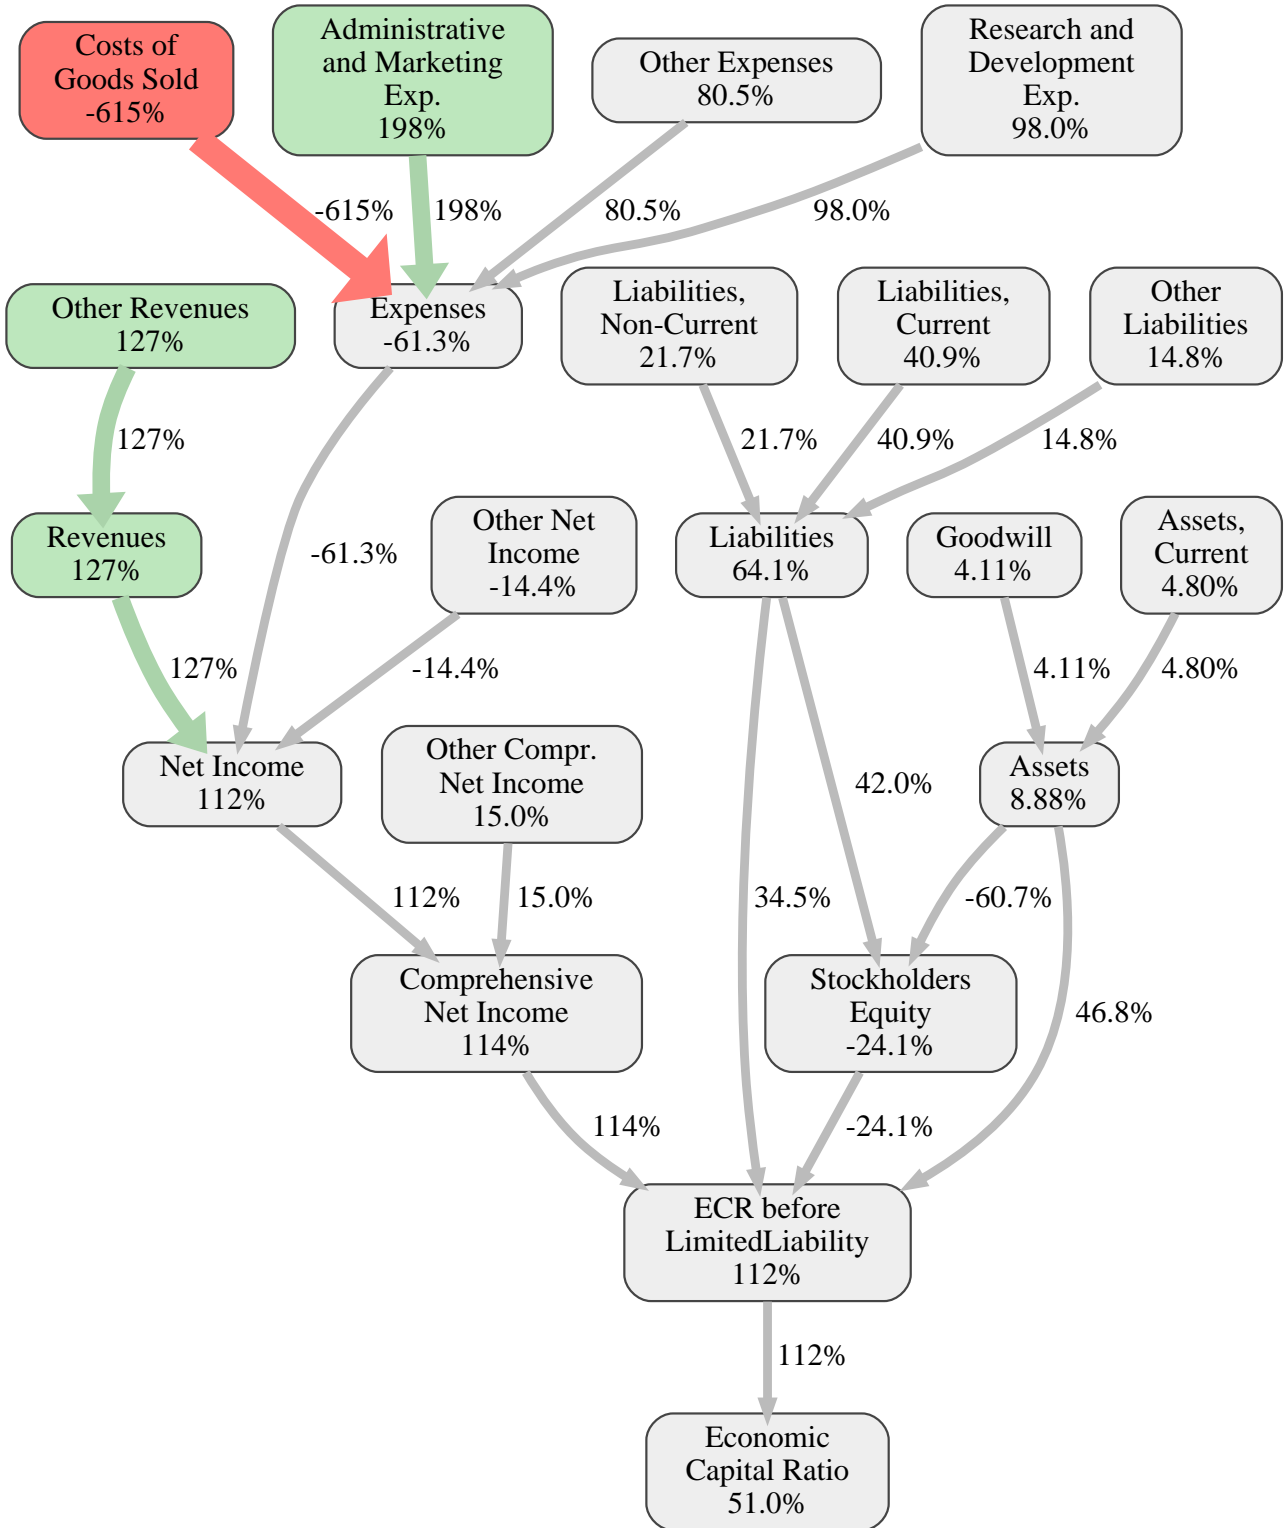 Costs of
Goods Sold
-615%
Administrative
and Marketing
Exp.
198%
Other Expenses
80.5%
Research and
Development
Exp.
98.0%
-615%
198%
80.5%
98.0%
Other Revenues
127%
Expenses
-61.3%
Liabilities,
Non-Current
21.7%
Liabilities,
Current
40.9%
Other
Liabilities
14.8%
127%
21.7%
40.9%
14.8%
Revenues
127%
-61.3%
Other Net
Income
-14.4%
Liabilities
64.1%
Goodwill
4.11%
Assets,
Current
4.80%
127%
-14.4%
4.11%
4.80%
Net Income
112%
Other Compr.
Net Income
15.0%
42.0%
Assets
8.88%
112%
15.0%
34.5%
-60.7%
Comprehensive
Net Income
114%
Stockholders
Equity
-24.1%
46.8%
114%
-24.1%
ECR before
LimitedLiability
112%
112%
Economic
Capital Ratio
51.0%